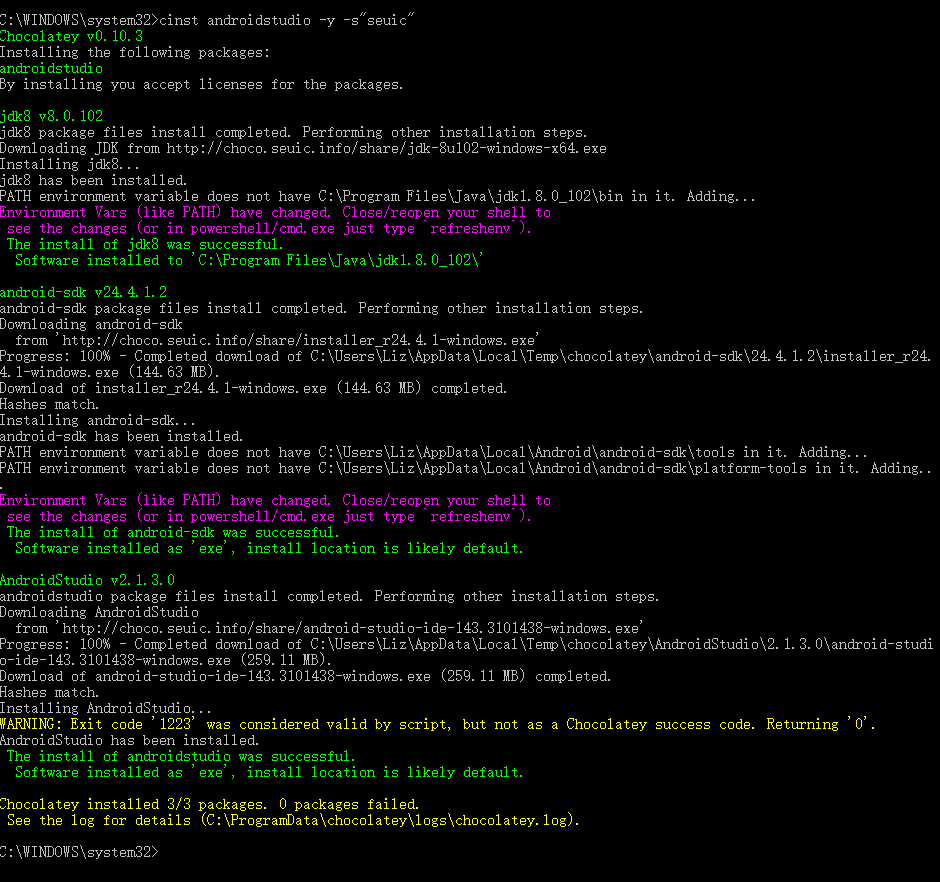 C:\WINDOWS\system32>cinst androidstudio -y -s"seuic"
Chocolatey v0.10.3
Installing the following packages:
androidstudio
By installing you accept licenses for the packages.
jdk8 v8.0.102
jdk8 package files install completed. Performing other installation steps.
Downloading JDK from http://choco.seuic.info/share/jdk-8u102-windows-x64.exe
Installing jdk8...
jdk8 has been installed.
PATH environment variable does not have C:\Program Files\Java\jdk1.8.0_102\bin in it. Adding...
Environment Vars (like PATH) have changed. Close/reopen your shell to
 see the changes (or in powershell/cmd.exe just type `refreshenv`).
 The install of jdk8 was successful.
  Software installed to 'C:\Program Files\Java\jdk1.8.0_102\'
android-sdk v24.4.1.2
android-sdk package files install completed. Performing other installation steps.
Downloading android-sdk
  from 'http://choco.seuic.info/share/installer_r24.4.1-windows.exe'
Progress: 100% - Completed download of C:\Users\Liz\AppData\Local\Temp\chocolatey\android-sdk\24.4.1.2\installer_r24.
4.1-windows.exe (144.63 MB).
Download of installer_r24.4.1-windows.exe (144.63 MB) completed.
Hashes match.
Installing android-sdk...
android-sdk has been installed.
PATH environment variable does not have C:\Users\Liz\AppData\Local\Android\android-sdk\tools in it. Adding...
PATH environment variable does not have C:\Users\Liz\AppData\Local\Android\android-sdk\platform-tools in it. Adding..
.
Environment Vars (like PATH) have changed. Close/reopen your shell to
 see the changes (or in powershell/cmd.exe just type `refreshenv`).
 The install of android-sdk was successful.
  Software installed as 'exe', install location is likely default.
AndroidStudio v2.1.3.0
androidstudio package files install completed. Performing other installation steps.
Downloading AndroidStudio
  from 'http://choco.seuic.info/share/android-studio-ide-143.3101438-windows.exe'
Progress: 100% - Completed download of C:\Users\Liz\AppData\Local\Temp\chocolatey\AndroidStudio\2.1.3.0\android-studi
o-ide-143.3101438-windows.exe (259.11 MB).
Download of android-studio-ide-143.3101438-windows.exe (259.11 MB) completed.
Hashes match.
Installing AndroidStudio...
WARNING: Exit code '1223' was considered valid by script, but not as a Chocolatey success code. Returning '0'.
AndroidStudio has been installed.
 The install of androidstudio was successful.
  Software installed as 'exe', install location is likely default.
Chocolatey installed 3/3 packages. 0 packages failed.
 See the log for details (C:\ProgramData\chocolatey\logs\chocolatey.log).
C:\WINDOWS\system32>